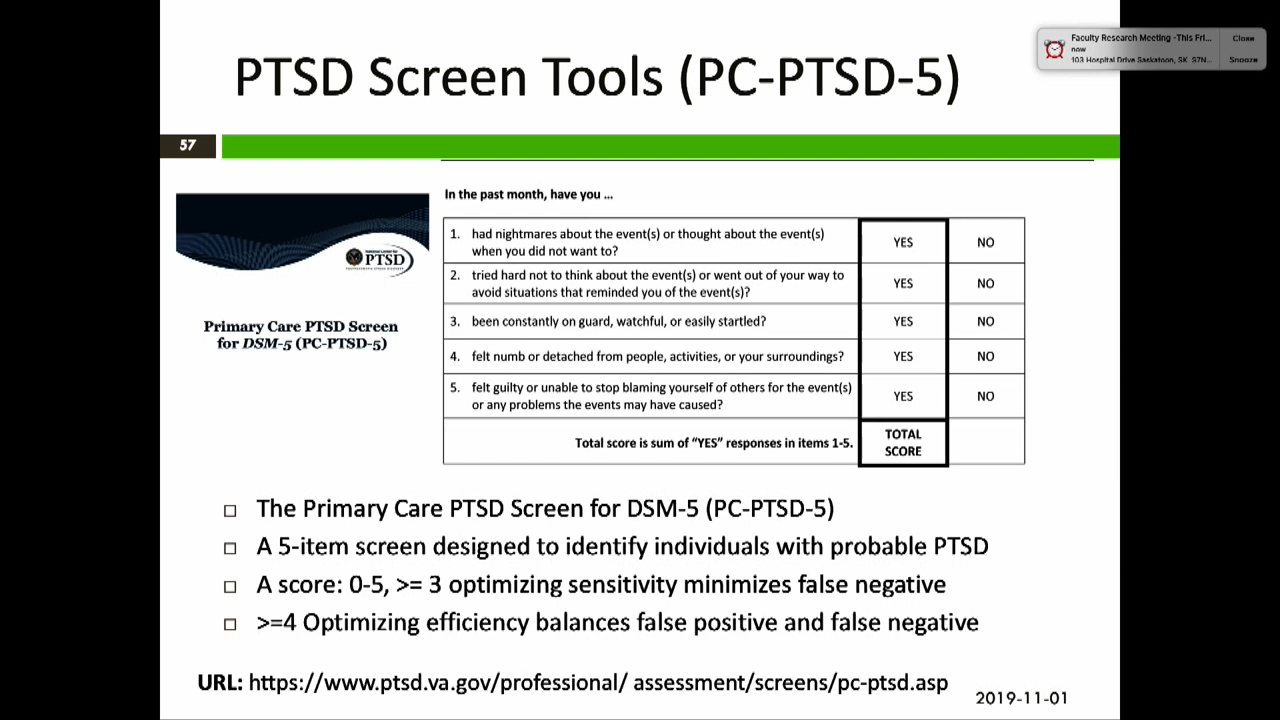 PTSD Screen Tools (PC-PTSD-5)
Faculty Research Meeting -This Fri...
now
103 Hospital Drive Saskatoon, SK S7N...
Close
Snooze
57
In the past month, have you ...
1. had nightmares about the event(s) or thought about the event(s)
when you did not want to?
YES
NO
2. tried hard not to think about the event(s) or went out of your way to
avoid situations that reminded you of the event(s)?
YES
NO
3. been constantly on guard, watchful, or easily startled?
YES
NO
4. felt numb or detached from people, activities, or your surroundings?
YES
NO
5. felt guilty or unable to stop blaming yourself of others for the event(s)
or any problems the events may have caused?
YES
NO
Total score is sum of “YES” responses in items 1-5.
TOTAL
SCORE
PTSD
Primary Care PTSD Screen
for DSM-5 (PC-PTSD-5)
The Primary Care PTSD Screen for DSM-5 (PC-PTSD-5)
A 5-item screen designed to identify individuals with probable PTSD
A score: 0-5, >= 3 optimizing sensitivity minimizes false negative
>=4 Optimizing efficiency balances false positive and false negative
URL: https://www.ptsd.va.gov/professional/ assessment/screens/pc-ptsd.asp
2019-11-01